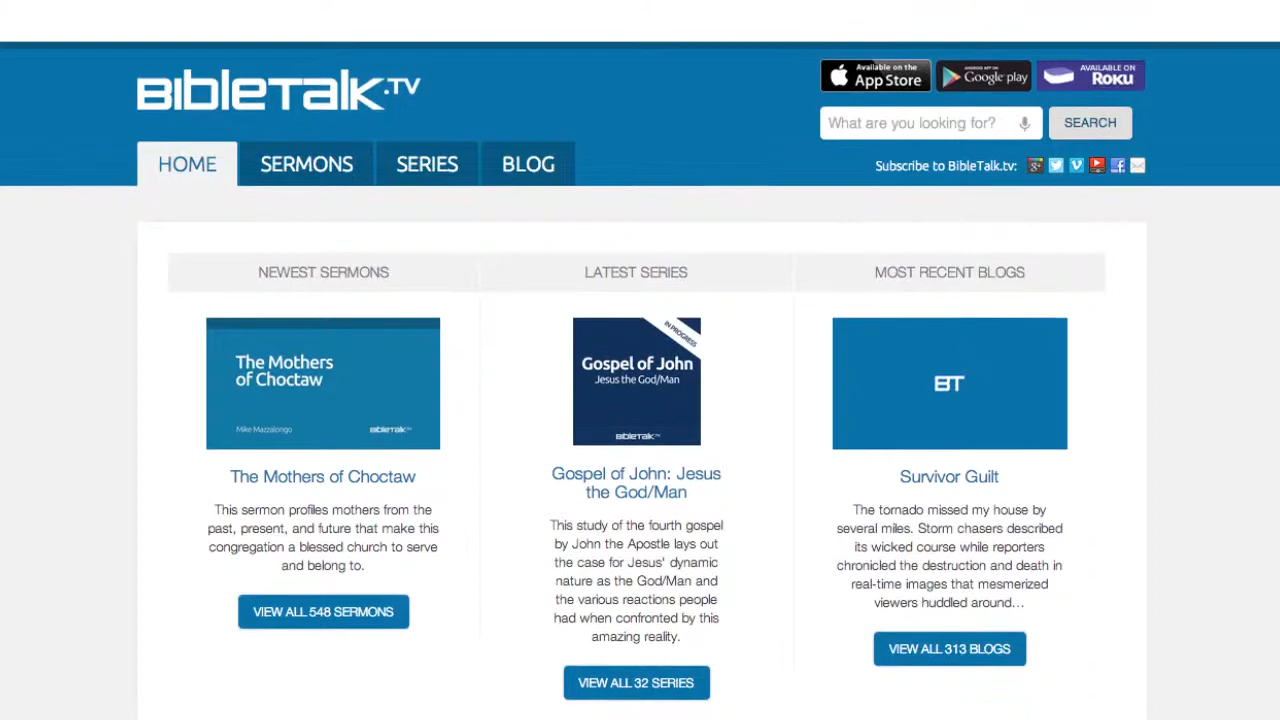 BibleTalk.TV
Available on the
App Store
ANDROID APP ON
Google play
AVAILABLE ON
ROKU
What are you looking for?
SEARCH
HOME
SERMONS
SERIES
BLOG
Subscribe to BibleTalk.tv:
NEWEST SERMONS
LATEST SERIES
MOST RECENT BLOGS
The Mothers
of Choctaw
Mike Mazzalongo
BibleTalk.TV
The Mothers of Choctaw
This sermon profiles mothers from the
past, present, and future that make this
congregation a blessed church to serve
and belong to.
VIEW ALL 548 SERMONS
IN PROGRESS
Gospel of John
Jesus the God/Man
BibleTalk.TV
Gospel of John: Jesus
the God/Man
This study of the fourth gospel
by John the Apostle lays out
the case for Jesus' dynamic
nature as the God/Man and
the various reactions people
had when confronted by this
amazing reality.
VIEW ALL 32 SERIES
BT
Survivor Guilt
The tornado missed my house by
several miles. Storm chasers described
its wicked course while reporters
chronicled the destruction and death in
real-time images that mesmerized
viewers huddled around...
VIEW ALL 313 BLOGS